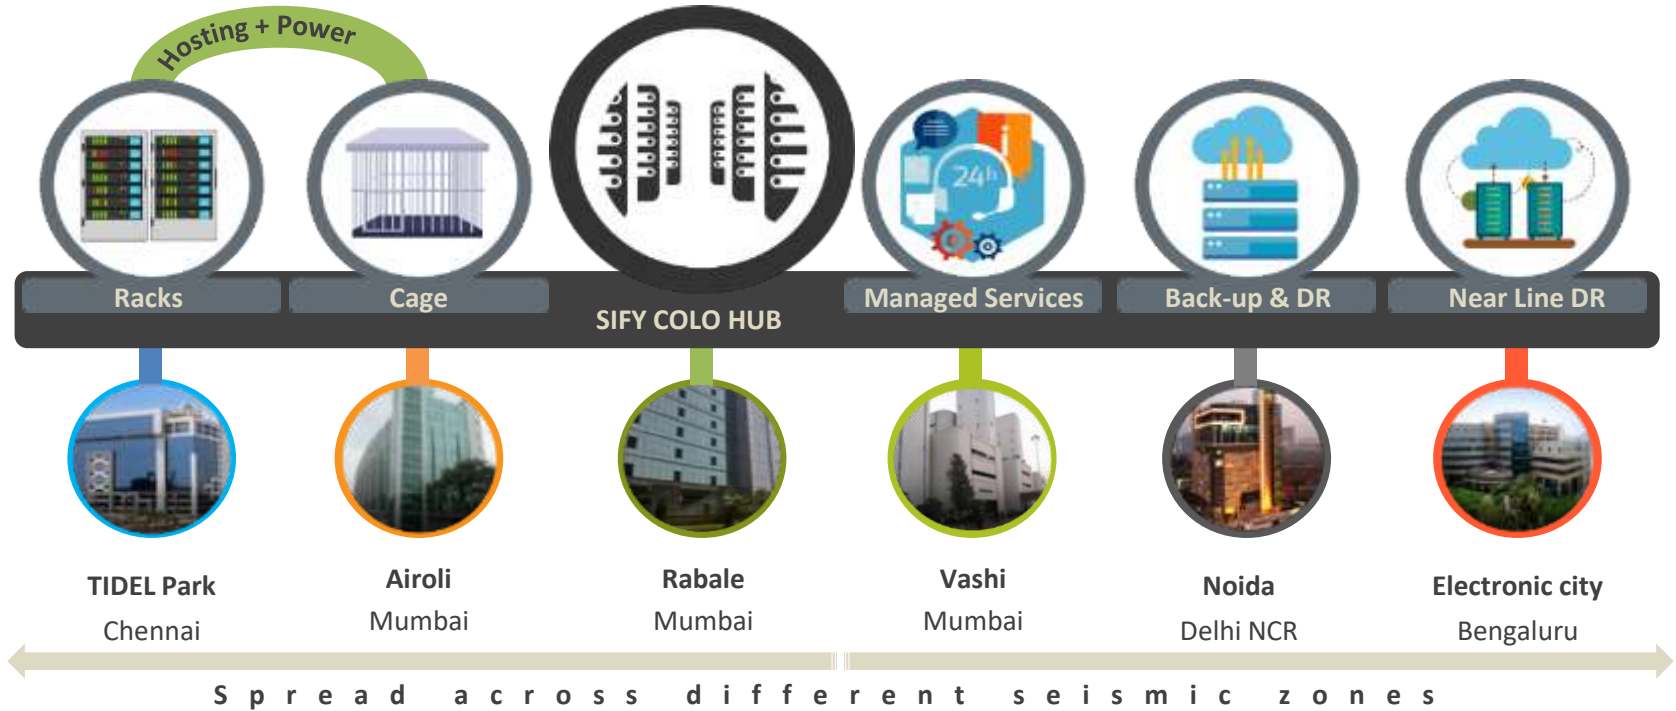 Hosting + Power
24h
Racks
Cage
SIFY COLO HUB
Managed Services
Back-up & DR
Near Line DR
TIDEL Park
Chennai
Airoli
Mumbai
Rabale
Mumbai
Vashi
Mumbai
Noida
Delhi NCR
Electronic city
Bengaluru
Spread across different seismic zones